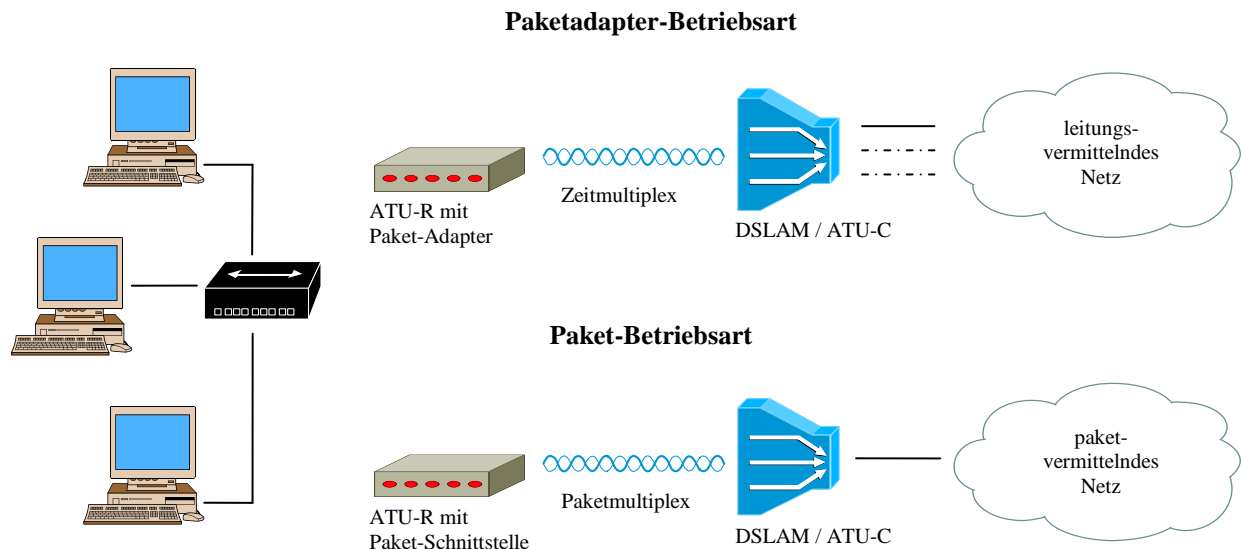 Paketadapter-Betriebsart
leitungs-
vermittelndes
Netz
Zeitmultiplex
ATU-R mit
Paket-Adapter
DSLAM / ATU-C
Paket-Betriebsart
paket-
vermittelndes
Netz
Paketmultiplex
ATU-R mit
Paket-Schnittstelle
DSLAM / ATU-C